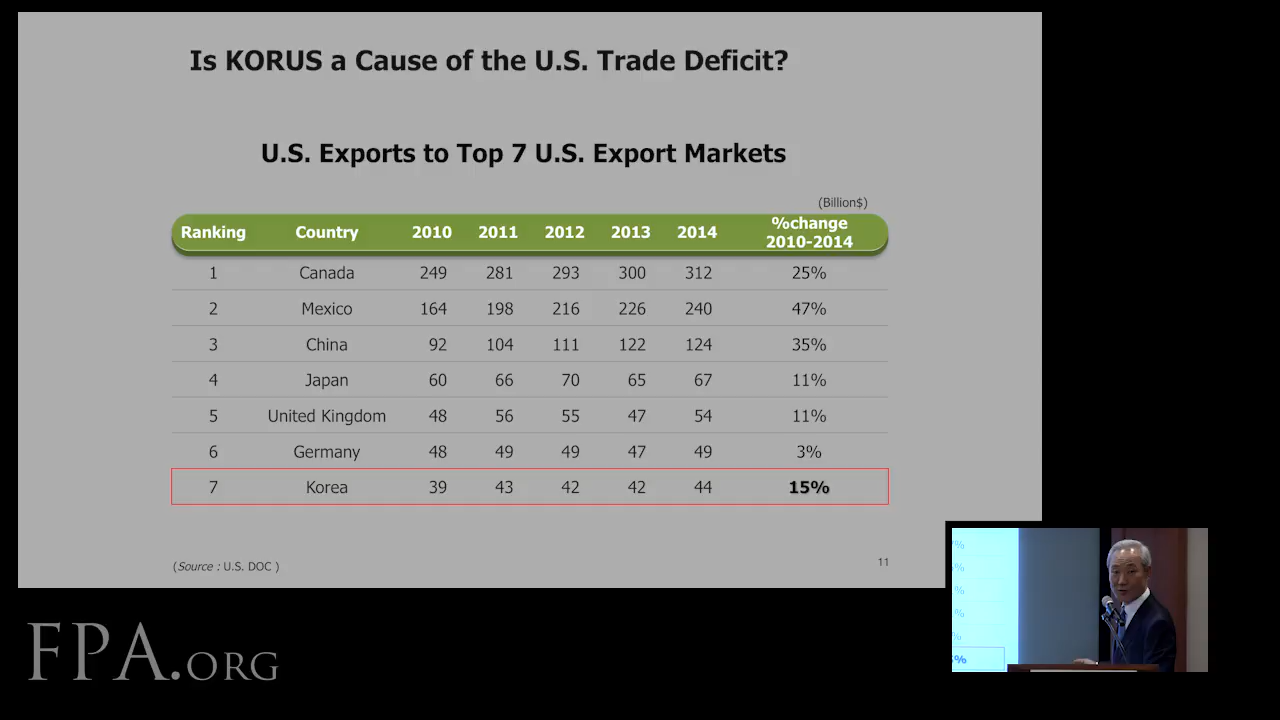 Is KORUS a Cause of the U.S. Trade Deficit?
U.S. Exports to Top 7 U.S. Export Markets
(Billion$)
Ranking Country 2010 2011 2012 2013 2014 %change 2010-2014
1 Canada 249 281 293 300 312 25%
2 Mexico 164 198 216 226 240 47%
3 China 92 104 111 122 124 35%
4 Japan 60 66 70 65 67 11%
5 United Kingdom 48 56 55 47 54 11%
6 Germany 48 49 49 47 49 3%
7 Korea 39 43 42 42 44 15%
(Source : U.S. DOC )
11
FPA.ORG